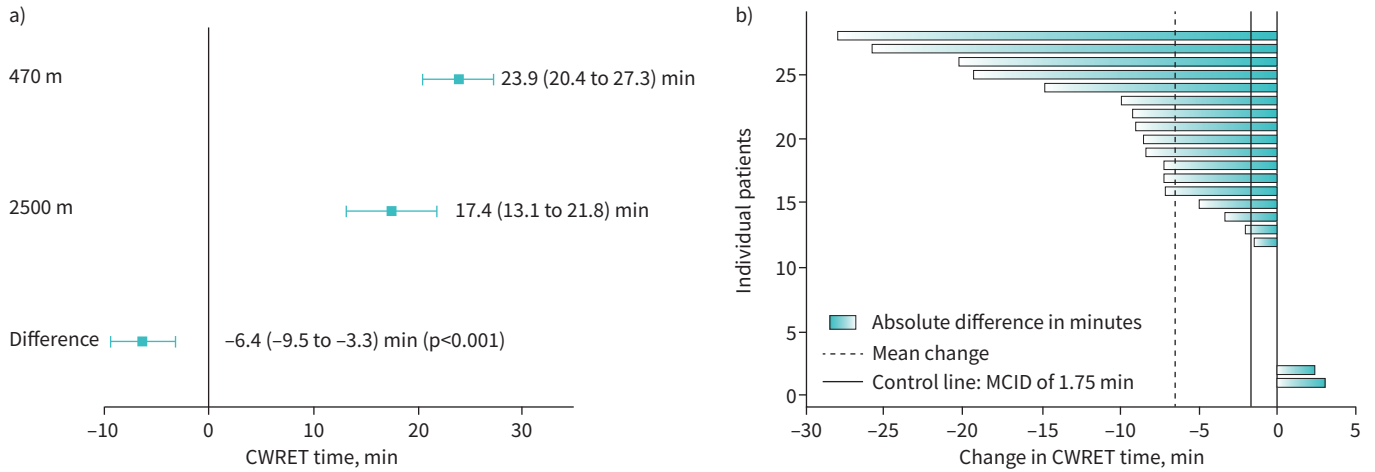 a)
470 m
23.9 (20.4 to 27.3) min
2500 m
17.4 (13.1 to 21.8) min
Difference
–6.4 (–9.5 to –3.3) min (p<0.001)
–10 0 10 20 30
CWRET time, min
b)
Individual patients
25
20
15
10
5
0
Absolute difference in minutes
Mean change
Control line: MCID of 1.75 min
–30 –25 –20 –15 –10 –5 0 5
Change in CWRET time, min